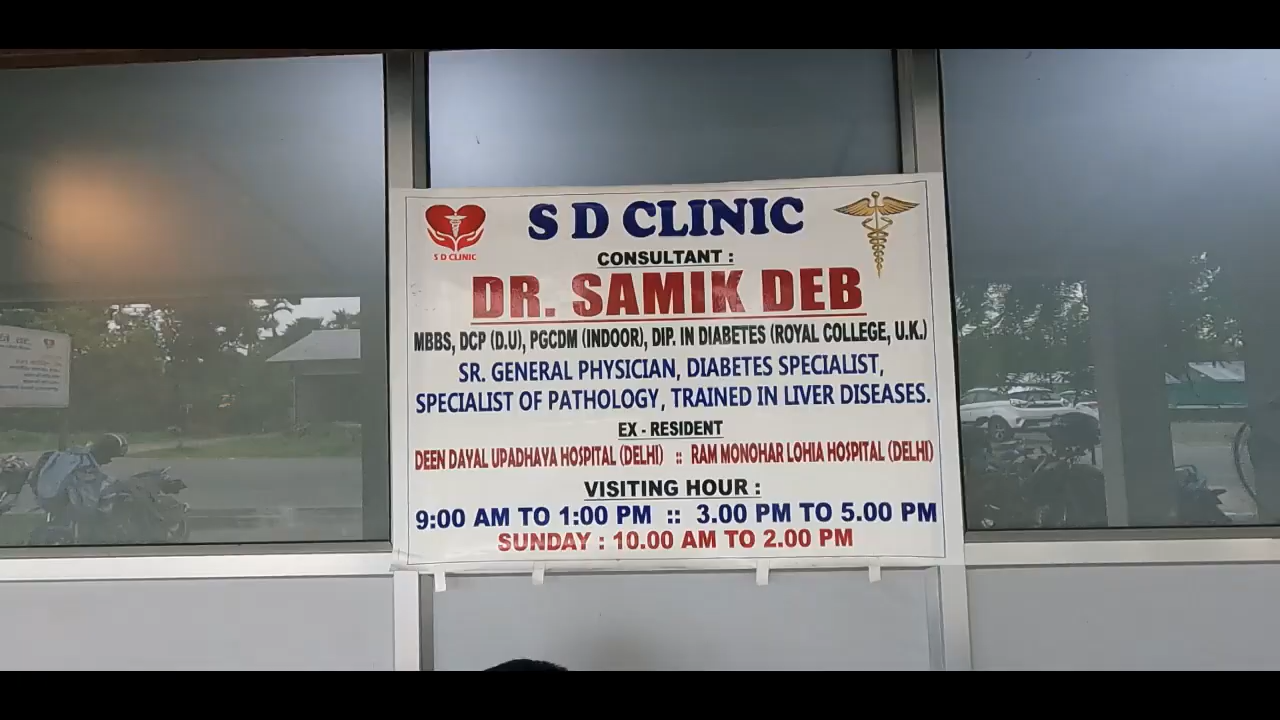 S D CLINIC
S D CLINIC
CONSULTANT :
DR. SAMIK DEB
MBBS, DCP (D.U), PGCDM (INDOOR), DIP. IN DIABETES (ROYAL COLLEGE, U.K.)
SR. GENERAL PHYSICIAN, DIABETES SPECIALIST,
SPECIALIST OF PATHOLOGY, TRAINED IN LIVER DISEASES.
EX - RESIDENT
DEEN DAYAL UPADHAYA HOSPITAL (DELHI) :: RAM MONOHAR LOHIA HOSPITAL (DELHI)
VISITING HOUR :
9:00 AM TO 1:00 PM :: 3.00 PM TO 5.00 PM
SUNDAY : 10.00 AM TO 2.00 PM